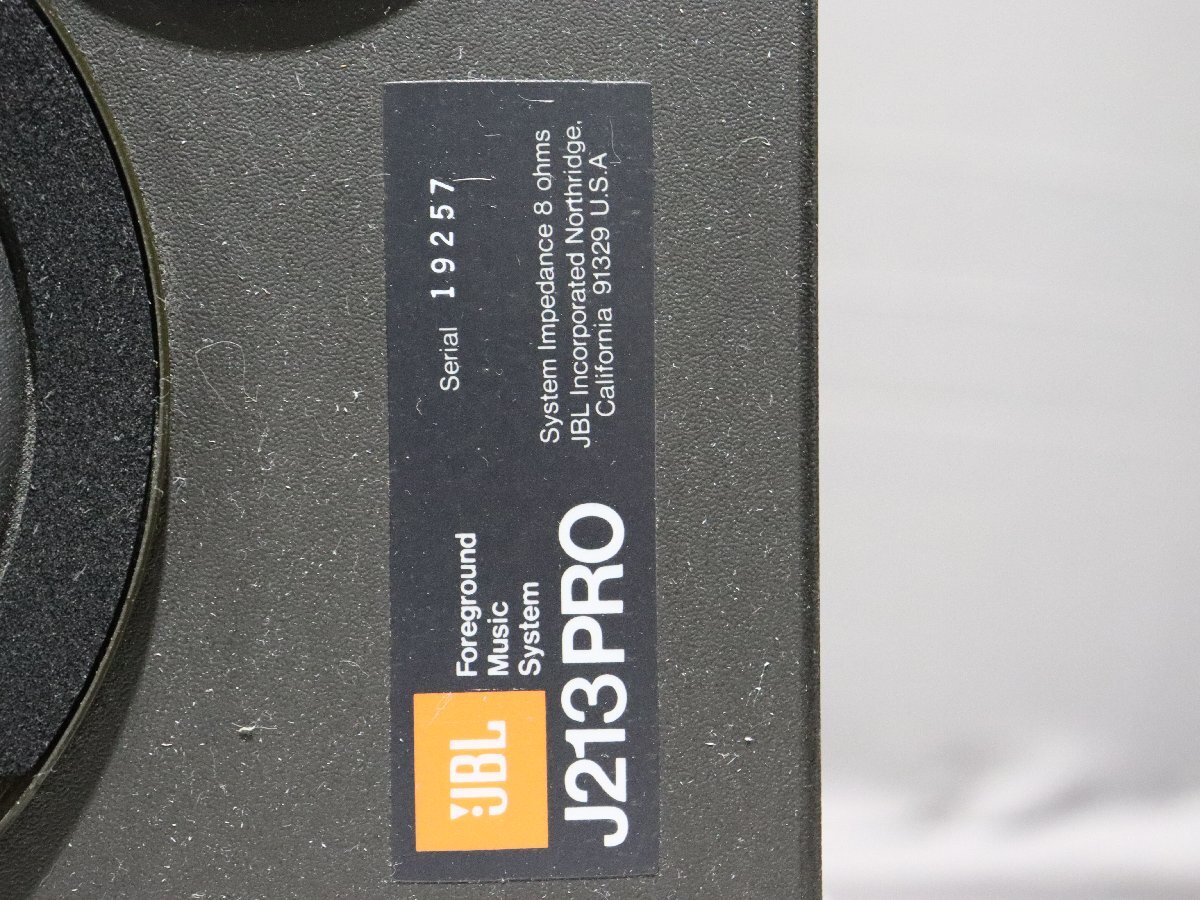 JBL
Foreground
Music
System
J213PRO
Serial 19257
System Impedance 8 ohms
JBL Incorporated Northridge,
California 91329 U.S.A